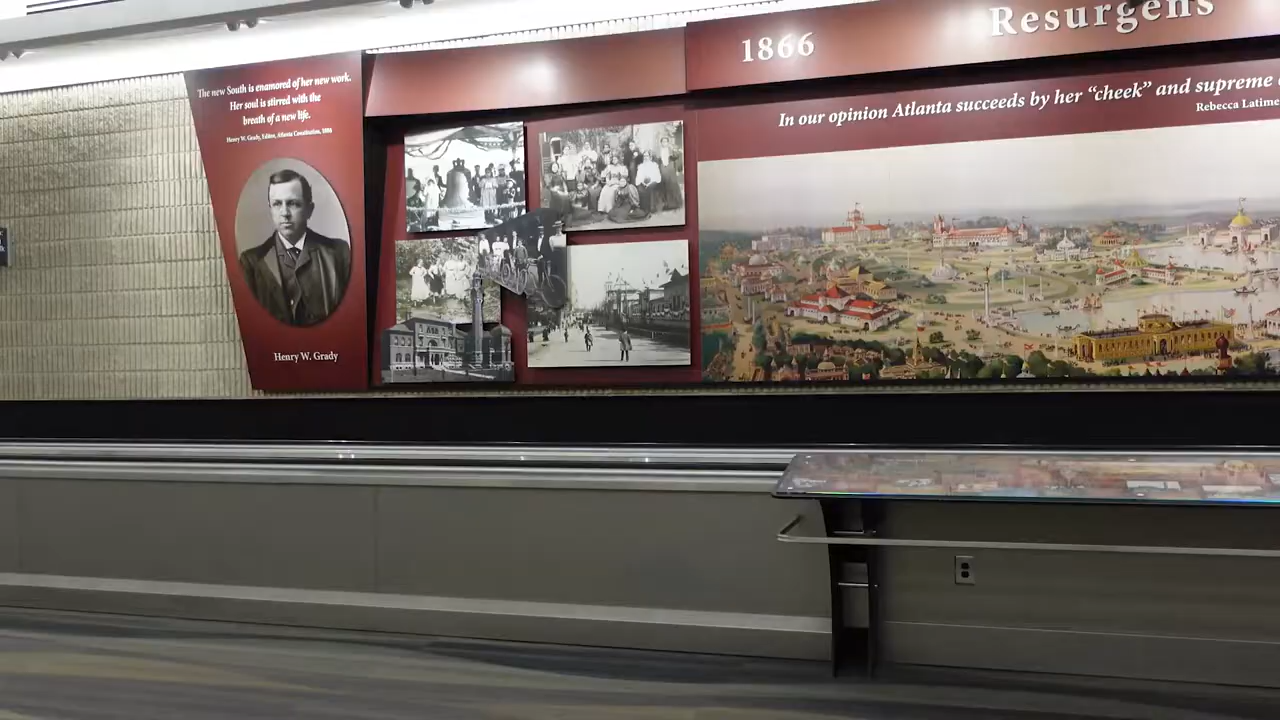 The new South is enamored of her new work.
Her soul is stirred with the
breath of a new life.
Henry W. Grady, Editor, Atlanta Constitution, 1886
Henry W. Grady
1866
Resurgens
In our opinion Atlanta succeeds by her “cheek” and supreme
Rebecca Latime